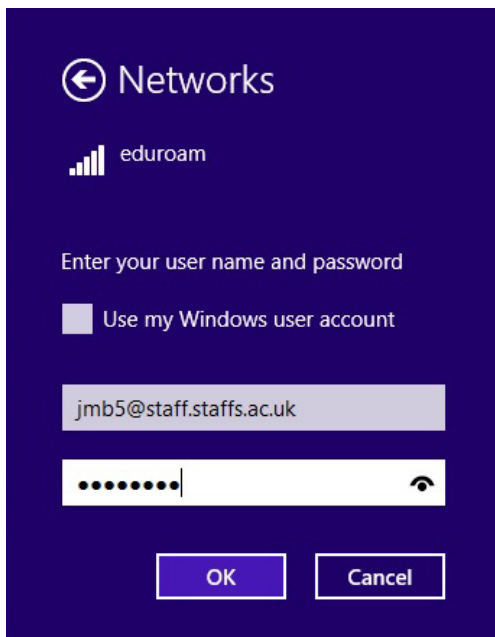 Networks
eduroam
Enter your user name and password
Use my Windows user account
jmb5@staff.staffs.ac.uk
••••••••
OK
Cancel